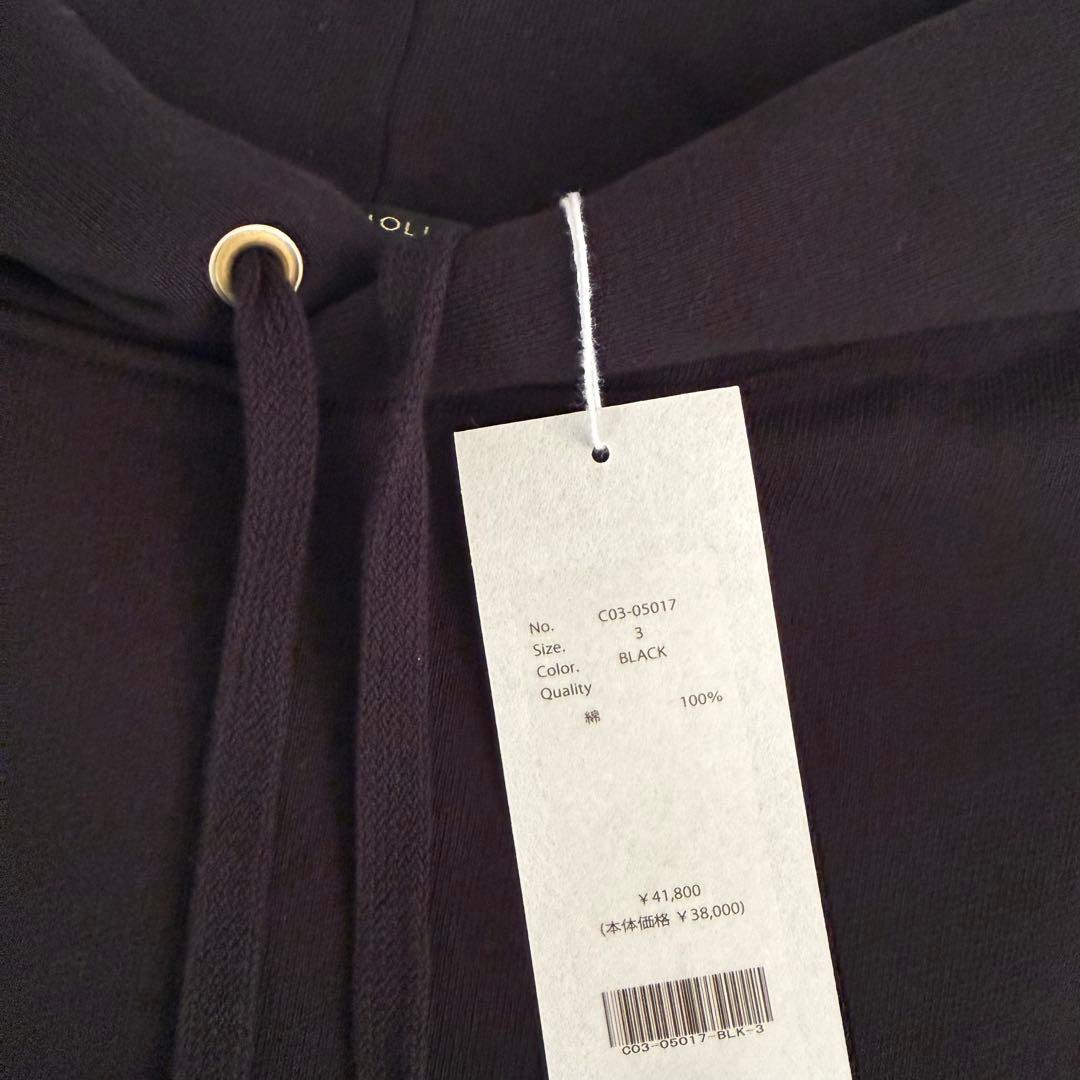 No. C03-05017
Size. 3
Color. BLACK
Quality
綿 100%
¥41,800
(本体価格 ¥38,000)
C03-05017-BLK-3